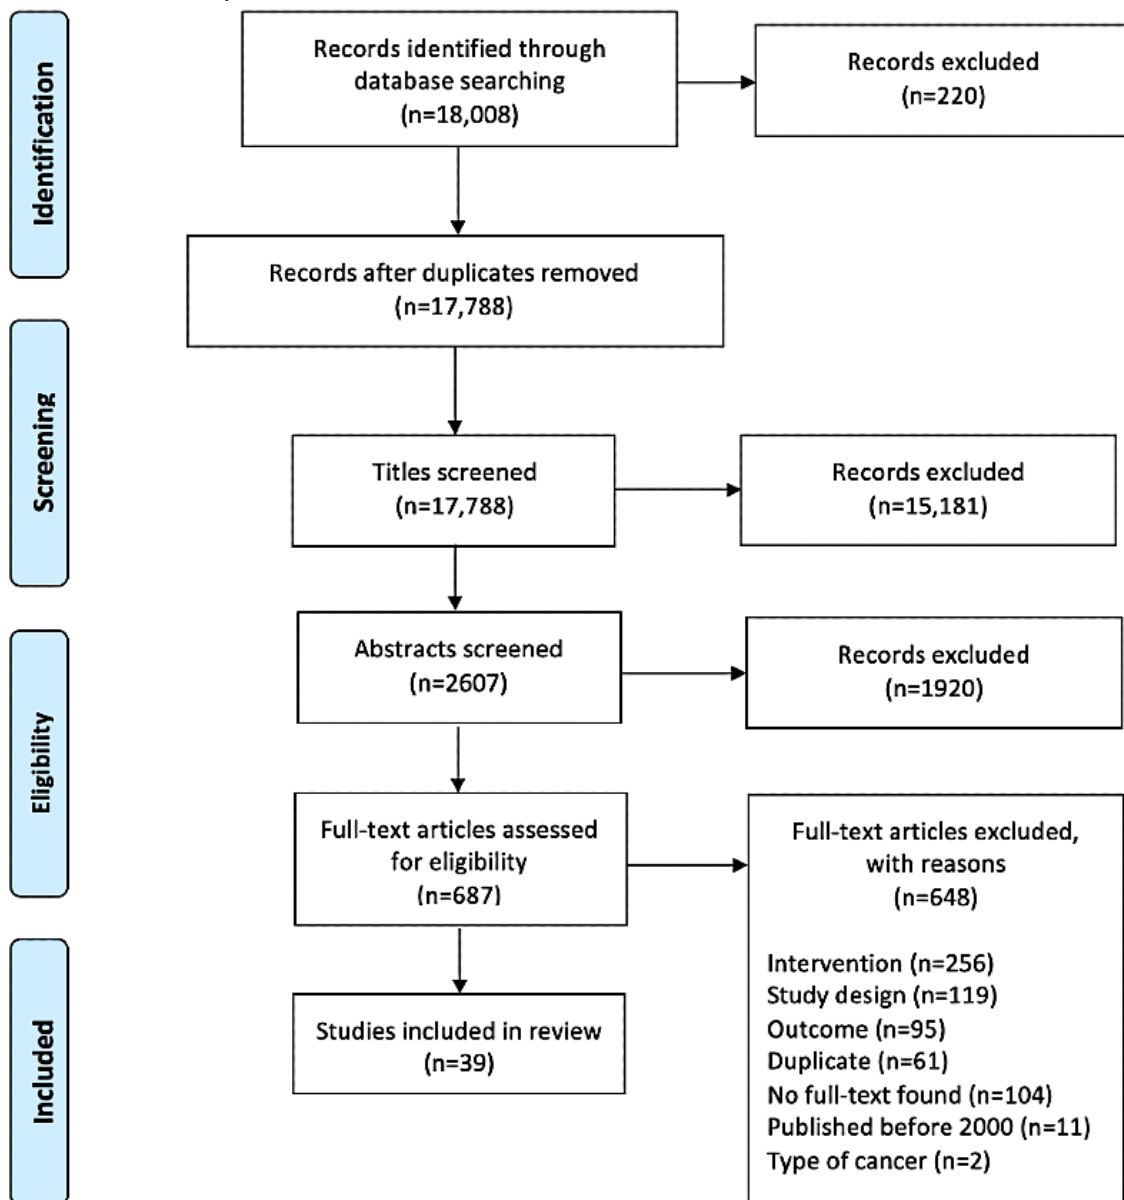 Identification
Records identified through
database searching
(n=18,008)
Records excluded
(n=220)
Records after duplicates removed
(n=17,788)
Screening
Titles screened
(n=17,788)
Records excluded
(n=15,181)
Abstracts screened
(n=2607)
Records excluded
(n=1920)
Eligibility
Full-text articles assessed
for eligibility
(n=687)
Full-text articles excluded,
with reasons
(n=648)
Intervention (n=256)
Study design (n=119)
Outcome (n=95)
Duplicate (n=61)
No full-text found (n=104)
Published before 2000 (n=11)
Type of cancer (n=2)
Included
Studies included in review
(n=39)